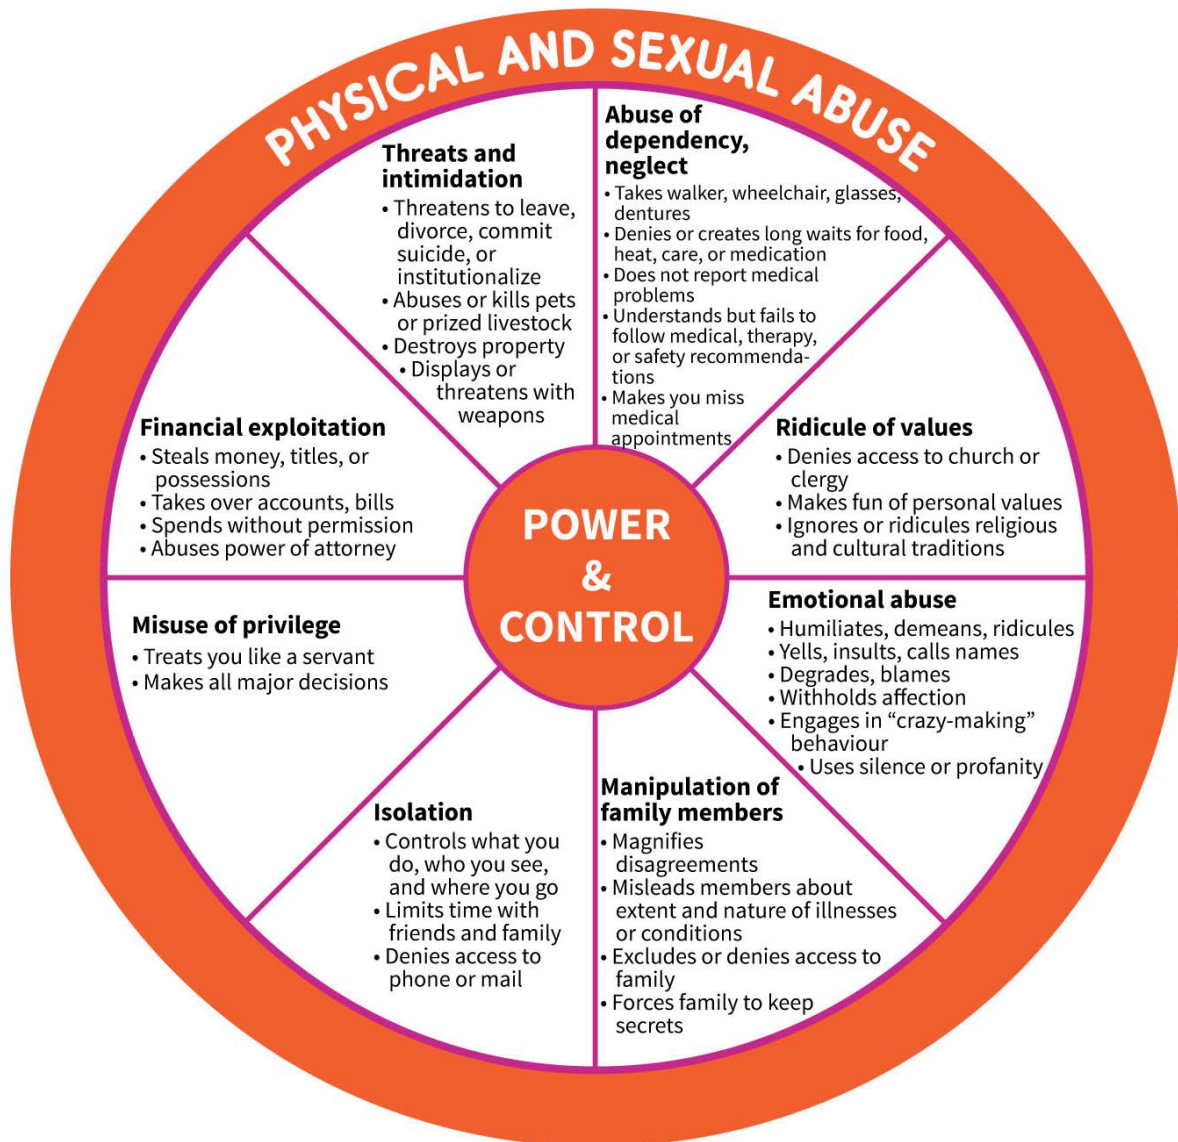 PHYSICAL AND SEXUAL ABUSE
Threats and
intimidation
• Threatens to leave,
divorce, commit
suicide, or
institutionalize
• Abuses or kills pets
or prized livestock
• Destroys property
• Displays or
threatens with
weapons
Abuse of
dependency,
neglect
• Takes walker, wheelchair, glasses,
dentures
• Denies or creates long waits for food,
heat, care, or medication
• Does not report medical
problems
• Understands but fails to
follow medical, therapy,
or safety recommenda-
tions
• Makes you miss
medical
appointments
Financial exploitation
• Steals money, titles, or
possessions
• Takes over accounts, bills
• Spends without permission
• Abuses power of attorney
Ridicule of values
• Denies access to church or
clergy
• Makes fun of personal values
• Ignores or ridicules religious
and cultural traditions
POWER
&
CONTROL
Misuse of privilege
• Treats you like a servant
• Makes all major decisions
Emotional abuse
• Humiliates, demeans, ridicules
• Yells, insults, calls names
• Degrades, blames
• Withholds affection
• Engages in “crazy-making”
behaviour
• Uses silence or profanity
Isolation
• Controls what you
do, who you see,
and where you go
• Limits time with
friends and family
• Denies access to
phone or mail
Manipulation of
family members
• Magnifies
disagreements
• Misleads members about
extent and nature of illnesses
or conditions
• Excludes or denies access to
family
• Forces family to keep
secrets